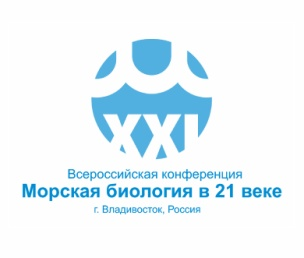 XXI
Всероссийская конференция
Морская биология в 21 веке
г. Владивосток, Россия